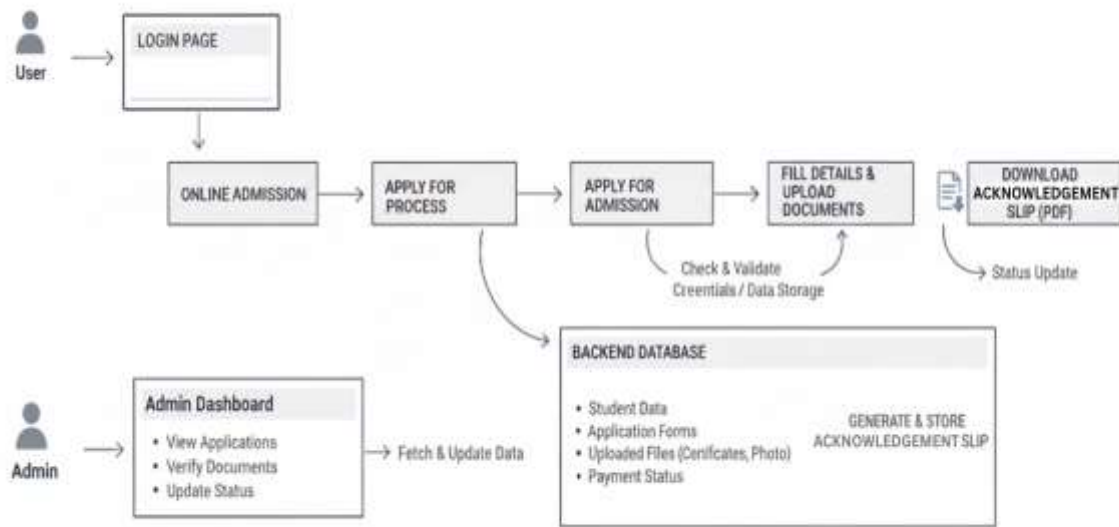 User
LOGIN PAGE
ONLINE ADMISSION
APPLY FOR
PROCESS
APPLY FOR
ADMISSION
FILL DETAILS &
UPLOAD
DOCUMENTS
DOWNLOAD
ACKNOWLEDGEMENT
SLIP (PDF)
Check & Validate
Creentials / Data Storage
Status Update
BACKEND DATABASE
• Student Data
• Application Forms
• Uploaded Files (Cenificates, Photo)
• Payment Status
GENERATE & STORE
ACKNOWLEDGEMENT SLIP
Admin
Admin Dashboard
• View Applications
• Verify Documents
• Update Status
Fetch & Update Data